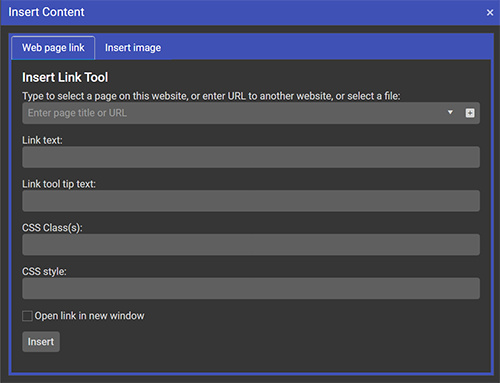 Insert Content
Web page link Insert image
Insert Link Tool
Type to select a page on this website, or enter URL to another website, or select a file:
Enter page title or URL
Link text:
Link tool tip text:
CSS Class(s):
CSS style:
Open link in new window
Insert